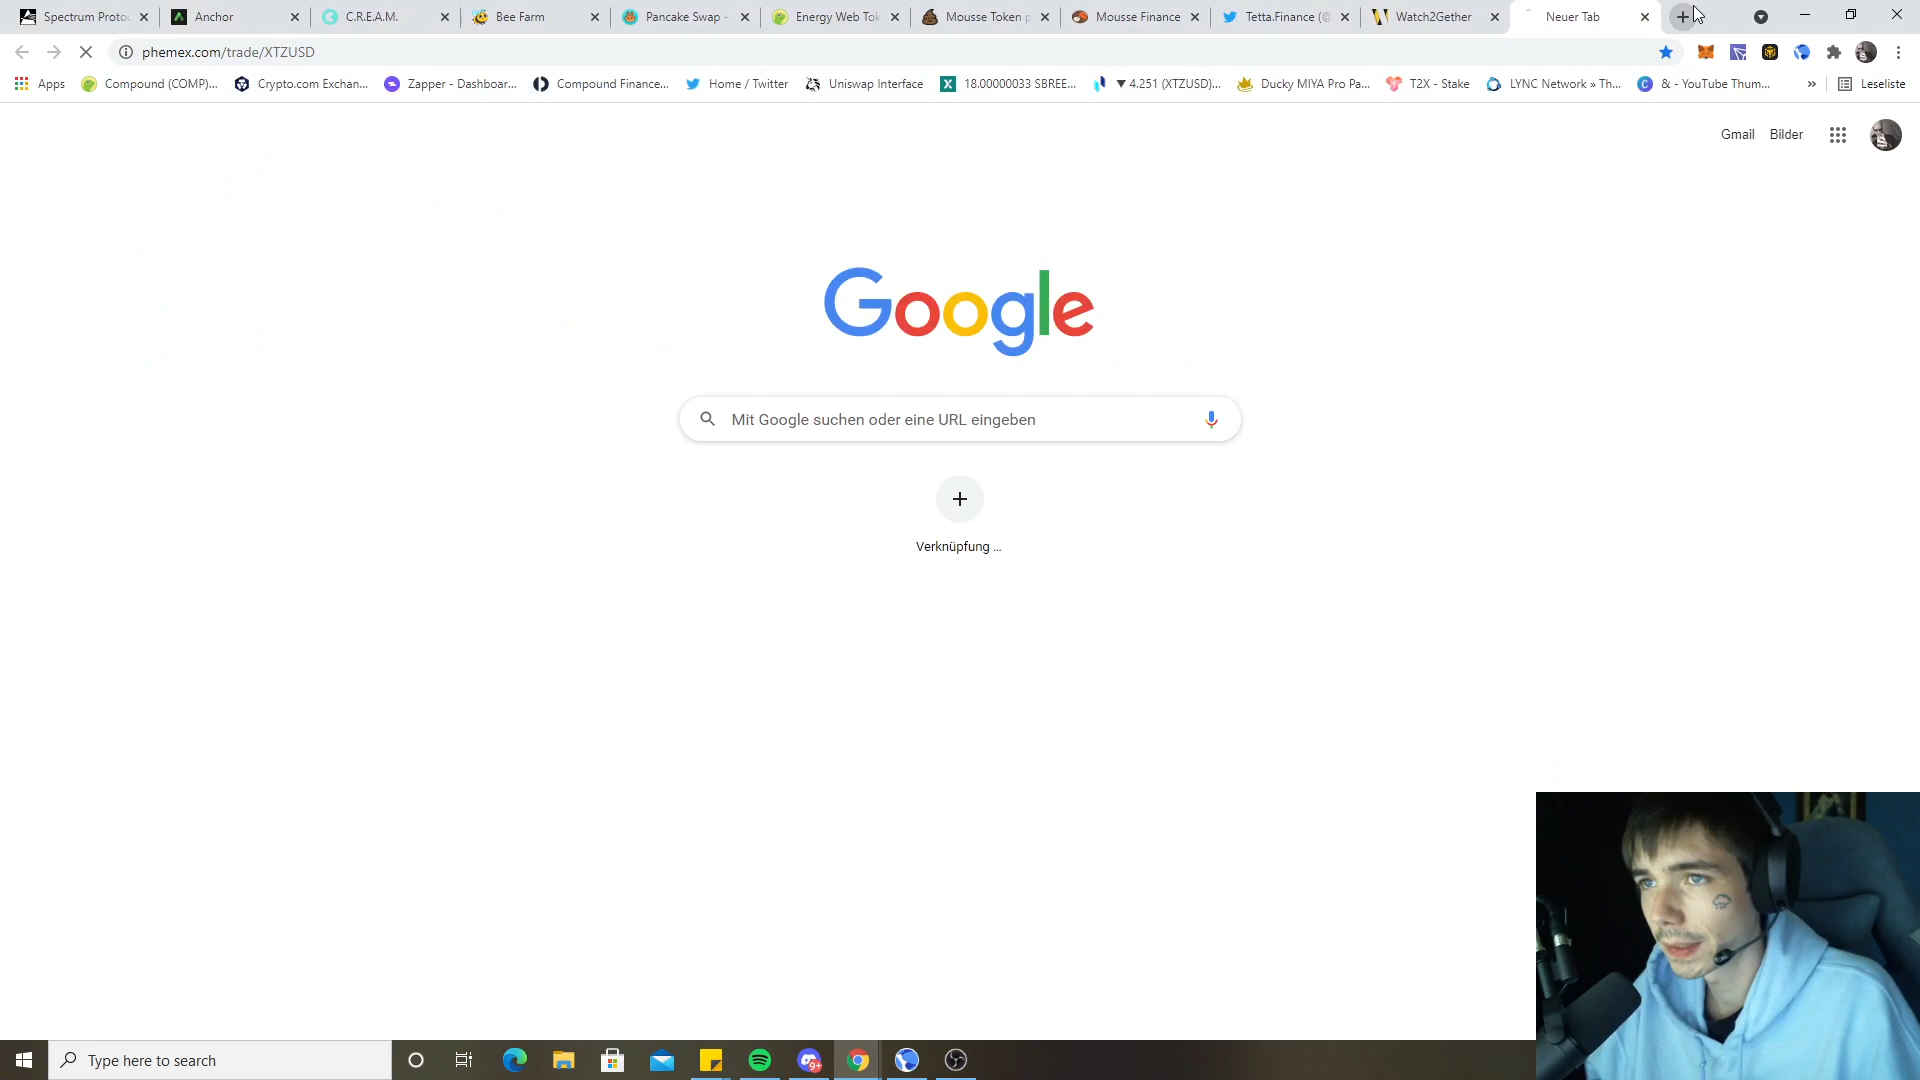 Spectrum Proto
Anchor
C.R.E.A.M.
Bee Farm
Pancake Swap -
Energy Web Tok
Mousse Token p
Mousse Finance
Tetta.Finance (@
Watch2Gether
Neuer Tab
phemex.com/trade/XTZUSD
Apps
Compound (COMP)...
Crypto.com Exchan...
Zapper - Dashboar...
Compound Finance...
Home / Twitter
Uniswap Interface
18.00000033 SBREE...
▼ 4.251 (XTZUSD)...
Ducky MIYA Pro Pa...
T2X - Stake
LYNC Network » Th...
& - YouTube Thum...
»
Leseliste
Gmail
Bilder
Google
Mit Google suchen oder eine URL eingeben
Verknüpfung ...
Type here to search
9+